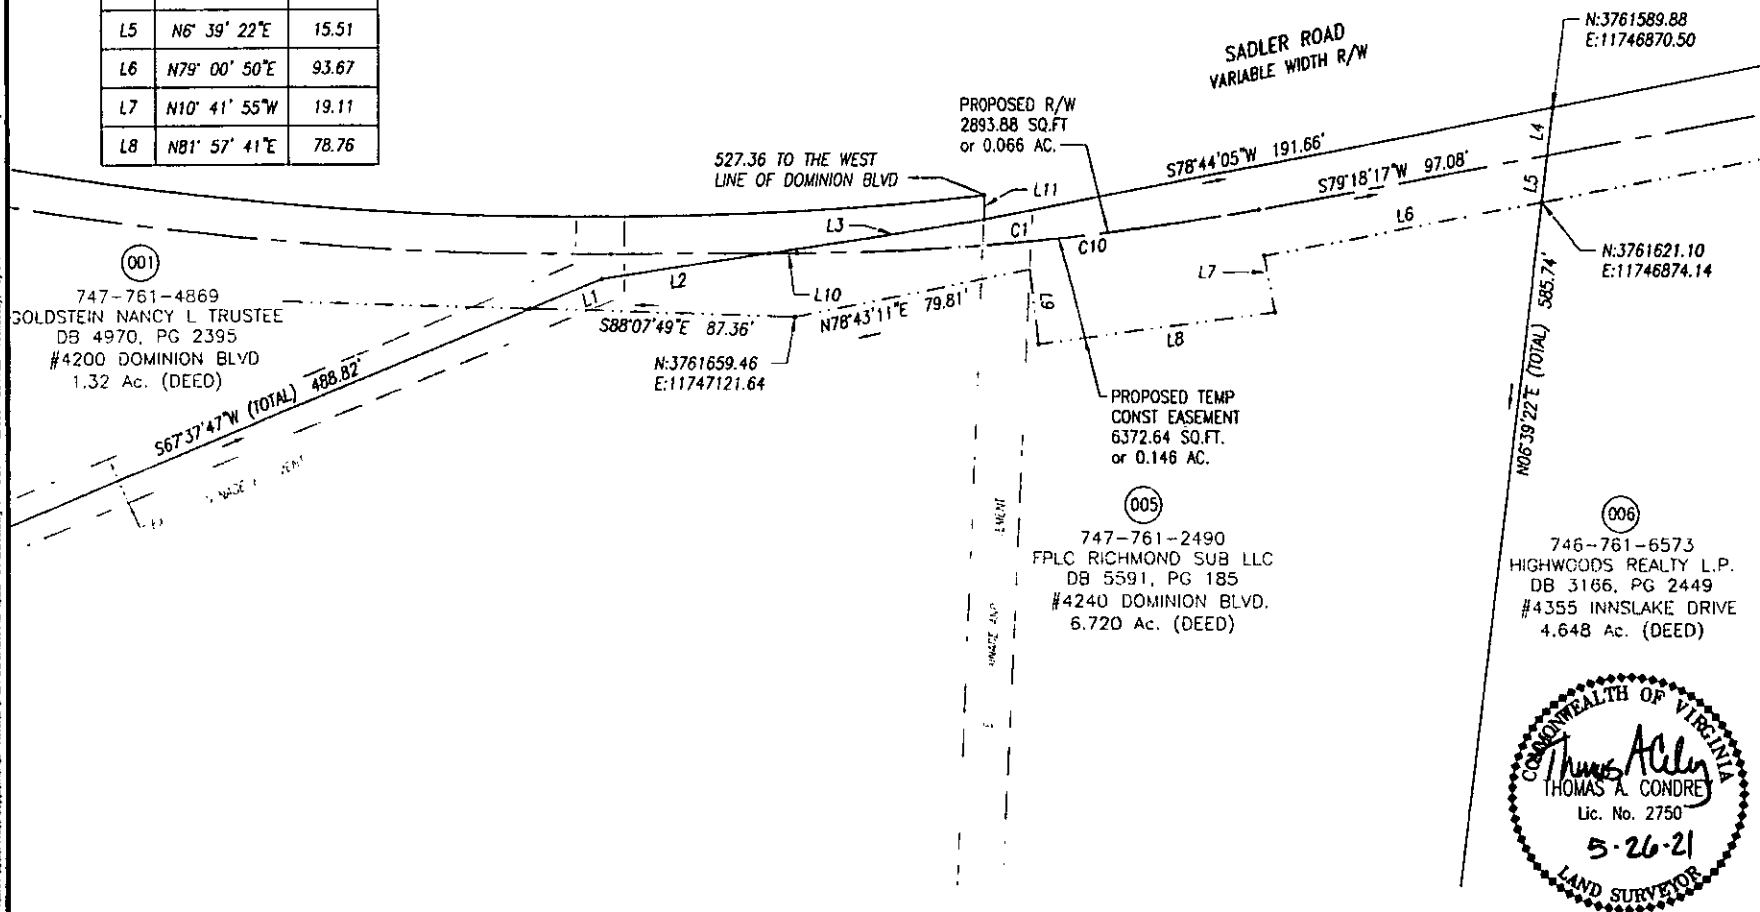 L5 N6° 39' 22"E 15.51
L6 N79° 00' 50"E 93.67
L7 N10° 41' 55"W 19.11
L8 N81° 57' 41"E 78.76
SADLER ROAD
VARIABLE WIDTH R/W
N:3761589.88
E:11746870.50
PROPOSED R/W
2893.88 SQ.FT
or 0.066 AC.
527.36 TO THE WEST
LINE OF DOMINION BLVD
L11
S78°44'05"W 191.66'
L4
S79°18'17"W 97.08'
L5
L3
C1
C10
L6
L7
N:3761621.10
E:11746874.14
001
747-761-4869
GOLDSTEIN NANCY L TRUSTEE
DB 4970, PG 2395
#4200 DOMINION BLVD
1.32 Ac. (DEED)
L1
L2
L10
S88°07'49"E 87.36'
N78°43'11"E 79.81'
L9
L8
N:3761659.46
E:11747121.64
S67°37'47"W (TOTAL) 488.82'
PROPOSED TEMP
CONST EASEMENT
6372.64 SQ.FT.
or 0.146 AC.
N06°39'22"E (TOTAL) 585.74'
005
747-761-2490
FPLC RICHMOND SUB LLC
DB 5591, PG 185
#4240 DOMINION BLVD.
6.720 Ac. (DEED)
006
746-761-6573
HIGHWOODS REALTY L.P.
DB 3166, PG 2449
#4355 INNSLAKE DRIVE
4.648 Ac. (DEED)
COMMONWEALTH OF VIRGINIA
THOMAS A. CONDREY
Lic. No. 2750
5-26-21
LAND SURVEYOR